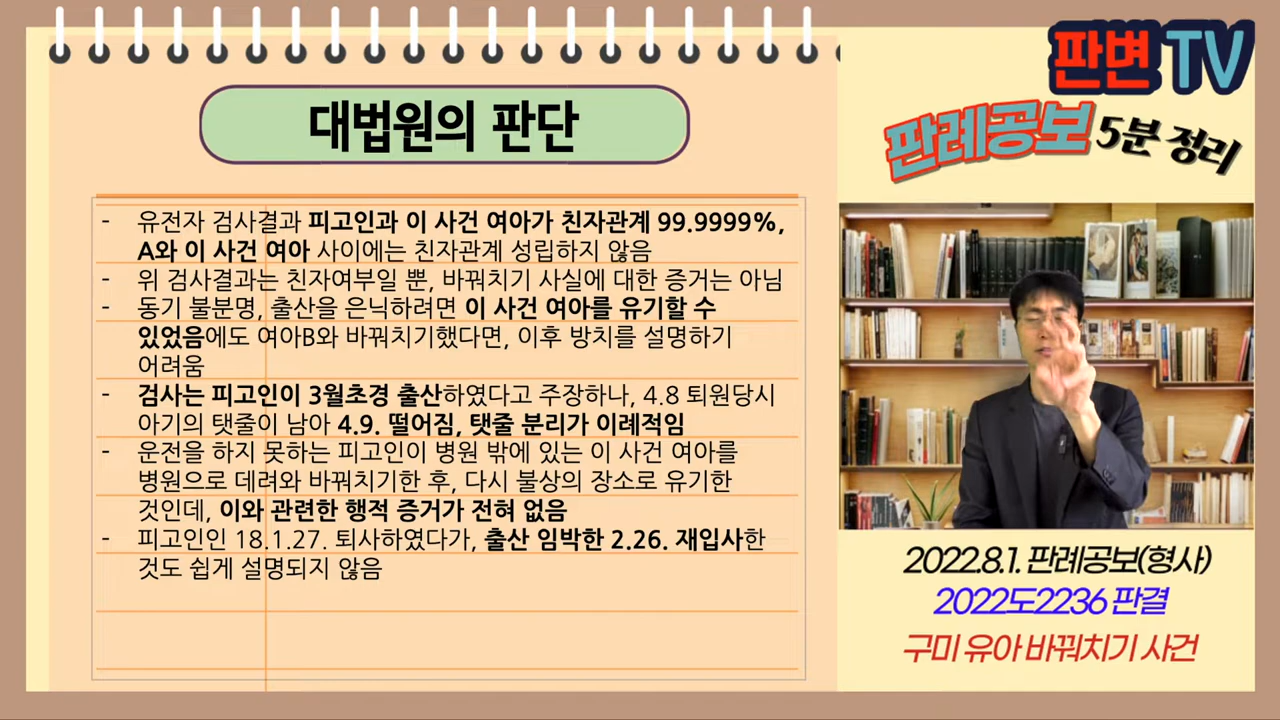 판변 TV
판례공보 5분 정리
대법원의 판단
- 유전자 검사결과 피고인과 이 사건 여아가 친자관계 99.9999%,
A와 이 사건 여아 사이에는 친자관계 성립하지 않음
- 위 검사결과는 친자여부일 뿐, 바꿔치기 사실에 대한 증거는 아님
- 동기 불분명, 출산을 은닉하려면 이 사건 여아를 유기할 수
있었음에도 여아B와 바꿔치기했다면, 이후 방치를 설명하기
어려움
- 검사는 피고인이 3월초경 출산하였다고 주장하나, 4.8 퇴원당시
아기의 탯줄이 남아 4.9. 떨어짐, 탯줄 분리가 이례적임
- 운전을 하지 못하는 피고인이 병원 밖에 있는 이 사건 여아를
병원으로 데려와 바꿔치기한 후, 다시 불상의 장소로 유기한
것인데, 이와 관련한 행적 증거가 전혀 없음
- 피고인인 18.1.27. 퇴사하였다가, 출산 임박한 2.26. 재입사한
것도 쉽게 설명되지 않음
2022.8.1. 판례공보(형사)
2022도2236 판결
구미 유아 바꿔치기 사건